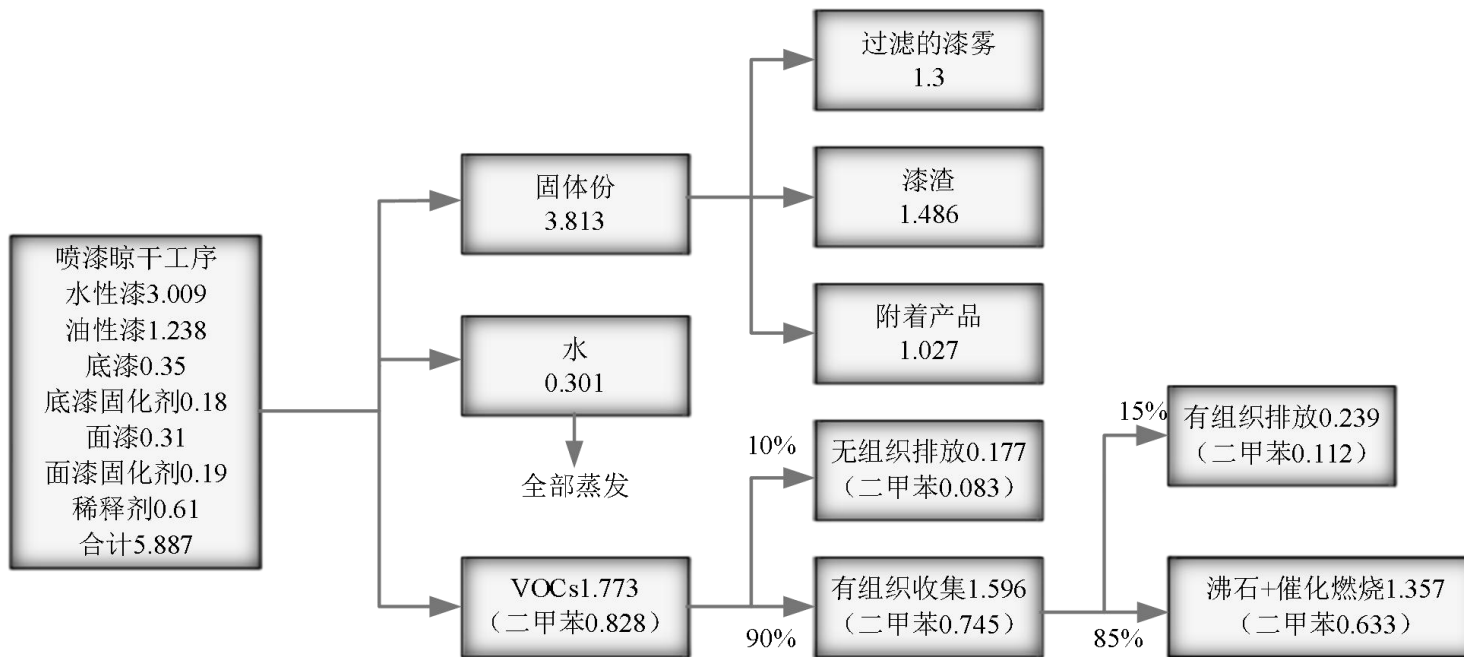 喷漆晾干工序
水性漆3.009
油性漆1.238
底漆0.35
底漆固化剂0.18
面漆0.31
面漆固化剂0.19
稀释剂0.61
合计5.887
固体份
3.813
水
0.301
全部蒸发
VOCs1.773
（二甲苯0.828）
过滤的漆雾
1.3
漆渣
1.486
附着产品
1.027
10%
无组织排放0.177
（二甲苯0.083）
90%
有组织收集1.596
（二甲苯0.745）
15%
有组织排放0.239
（二甲苯0.112）
85%
沸石+催化燃烧1.357
（二甲苯0.633）